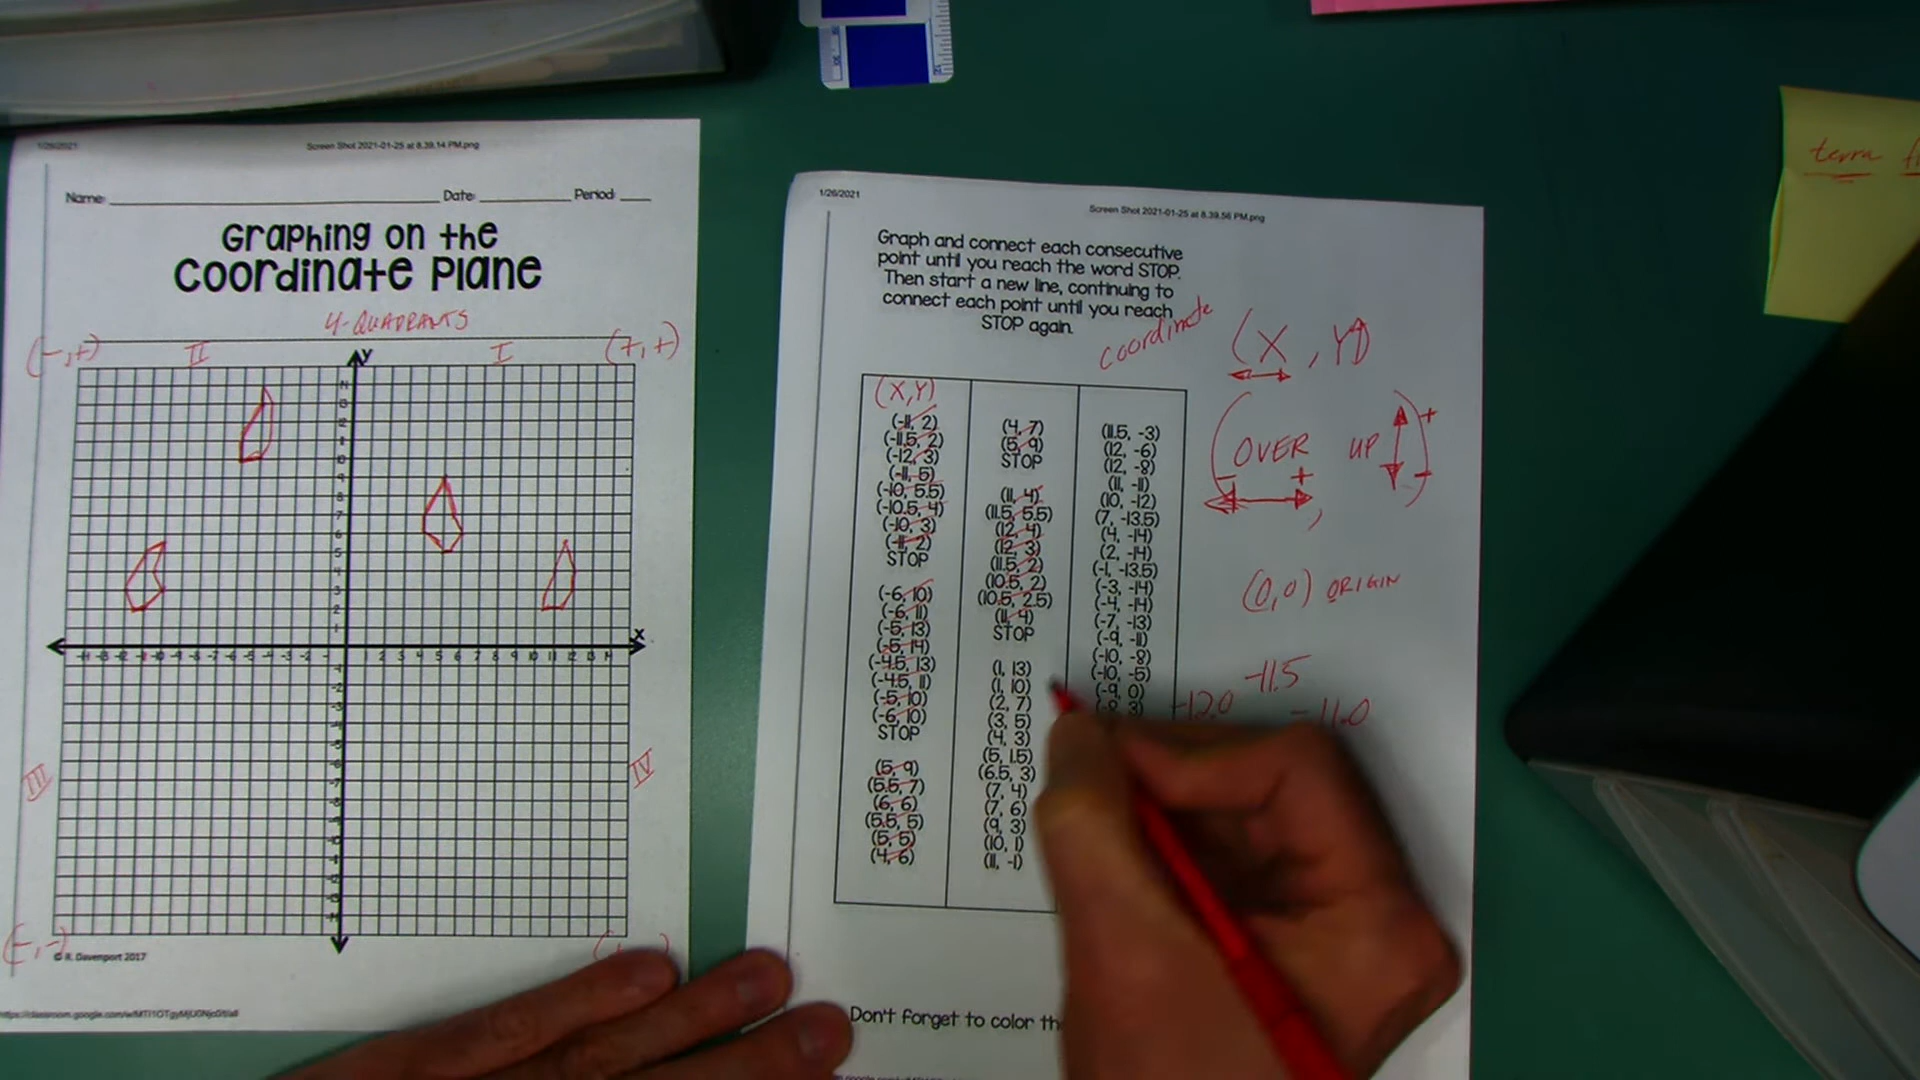 1/26/2021
Screen Shot 2021-01-25 at 8.39.14 PM.png
Name: Date: Period:
Graphing on the
Coordinate Plane
4-QUADRANTS
(-,+) II I (+,+)
y
x
III IV
(-,-)
© R. Davenport 2017
1/26/2021
Screen Shot 2021-01-25 at 8.39.56 PM.png
Graph and connect each consecutive
point until you reach the word STOP.
Then start a new line, continuing to
connect each point until you reach
STOP again.
coordinate
(X, Y)
(OVER, UP)
+
-
- +
(0,0) ORIGIN
-11.5
-12.0 -11.0
(X,Y)
(-11, 2)
(-11.5, 2)
(-12, 3)
(-11, 5)
(-10, 5.5)
(-10.5, 4)
(-10, 3)
(-11, 2)
STOP
(-6, 10)
(-6, 11)
(-5, 13)
(-5, 14)
(-4.5, 13)
(-4.5, 11)
(-5, 10)
(-6, 10)
STOP
(5, 9)
(5.5, 7)
(6, 6)
(5.5, 5)
(5, 5)
(4, 6)
(4, 7)
(5, 9)
STOP
(11, 4)
(11.5, 5.5)
(12, 4)
(12, 3)
(11.5, 2)
(10.5, 2)
(10.5, 2.5)
(11, 4)
STOP
(1, 13)
(1, 10)
(2, 7)
(3, 5)
(4, 3)
(5, 1.5)
(6.5, 3)
(7, 4)
(7, 6)
(9, 3)
(10, 1)
(11, -1)
(11.5, -3)
(12, -6)
(12, -8)
(11, -11)
(10, -12)
(7, -13.5)
(4, -14)
(2, -14)
(-1, -13.5)
(-3, -14)
(-4, -14)
(-7, -13)
(-9, -11)
(-10, -8)
(-10, -5)
(-9, 0)
(-8, 3)
Don't forget to color
terra